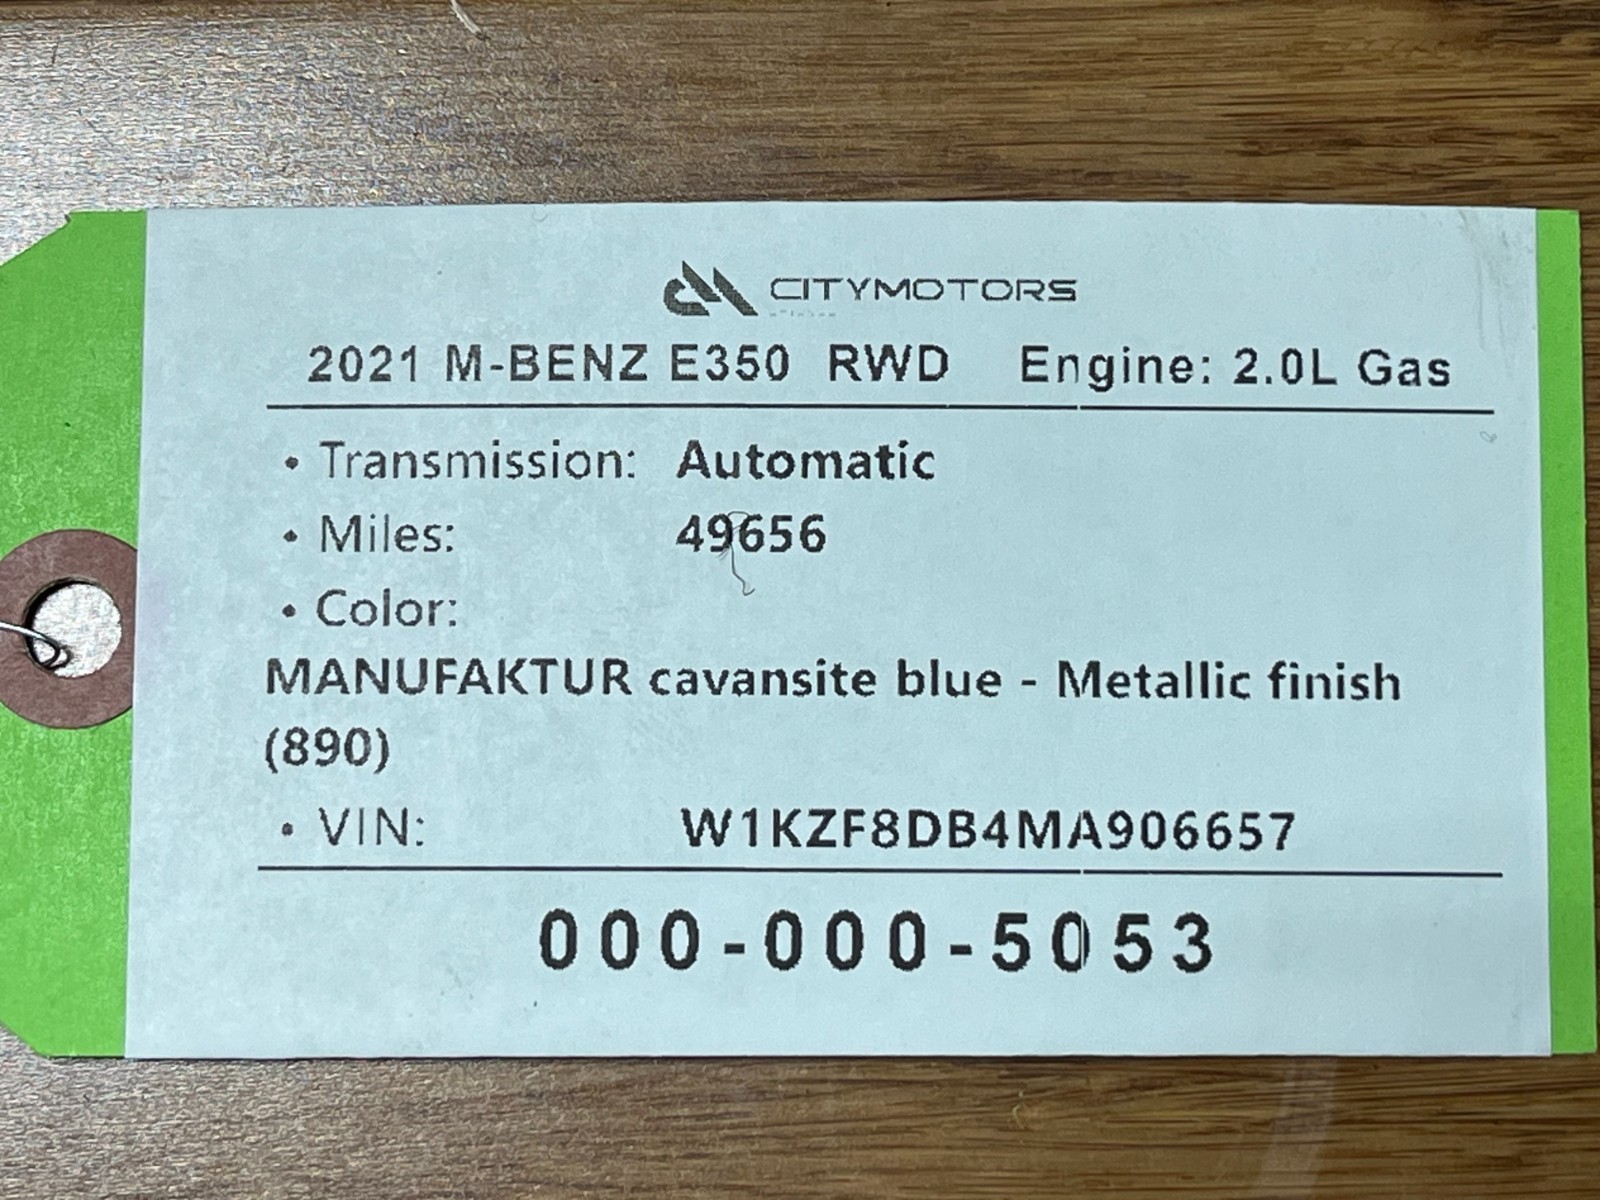 CITYMOTORS
2021 M-BENZ E350 RWD Engine: 2.0L Gas
• Transmission: Automatic
• Miles: 49656
• Color:
MANUFAKTUR cavansite blue - Metallic finish
(890)
• VIN: W1KZF8DB4MA906657
000-000-5053